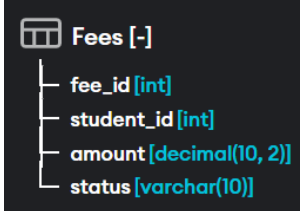 Fees [-]
fee_id [int]
student_id [int]
amount [decimal(10, 2)]
status [varchar(10)]